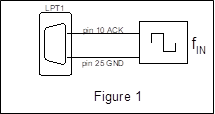 LPT1
pin 10 ACK
fIN
pin 25 GND
Figure 1